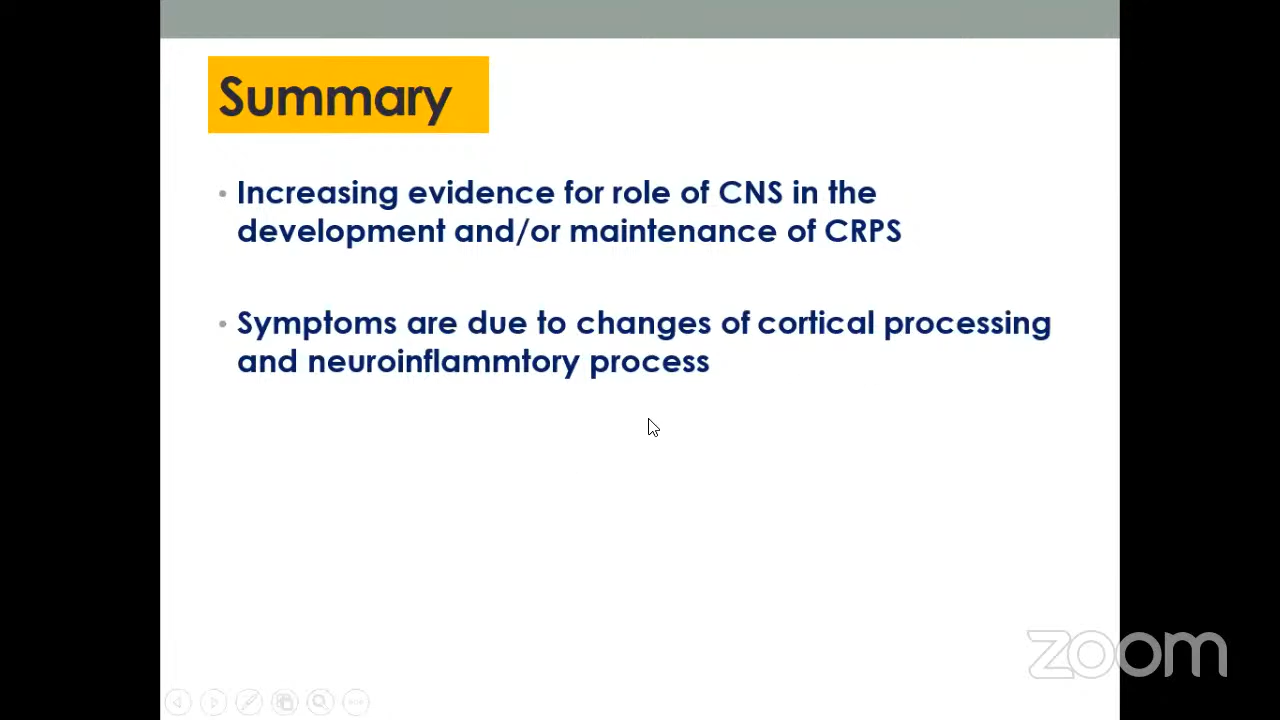 Summary
• Increasing evidence for role of CNS in the
development and/or maintenance of CRPS
• Symptoms are due to changes of cortical processing
and neuroinflammtory process
zoom